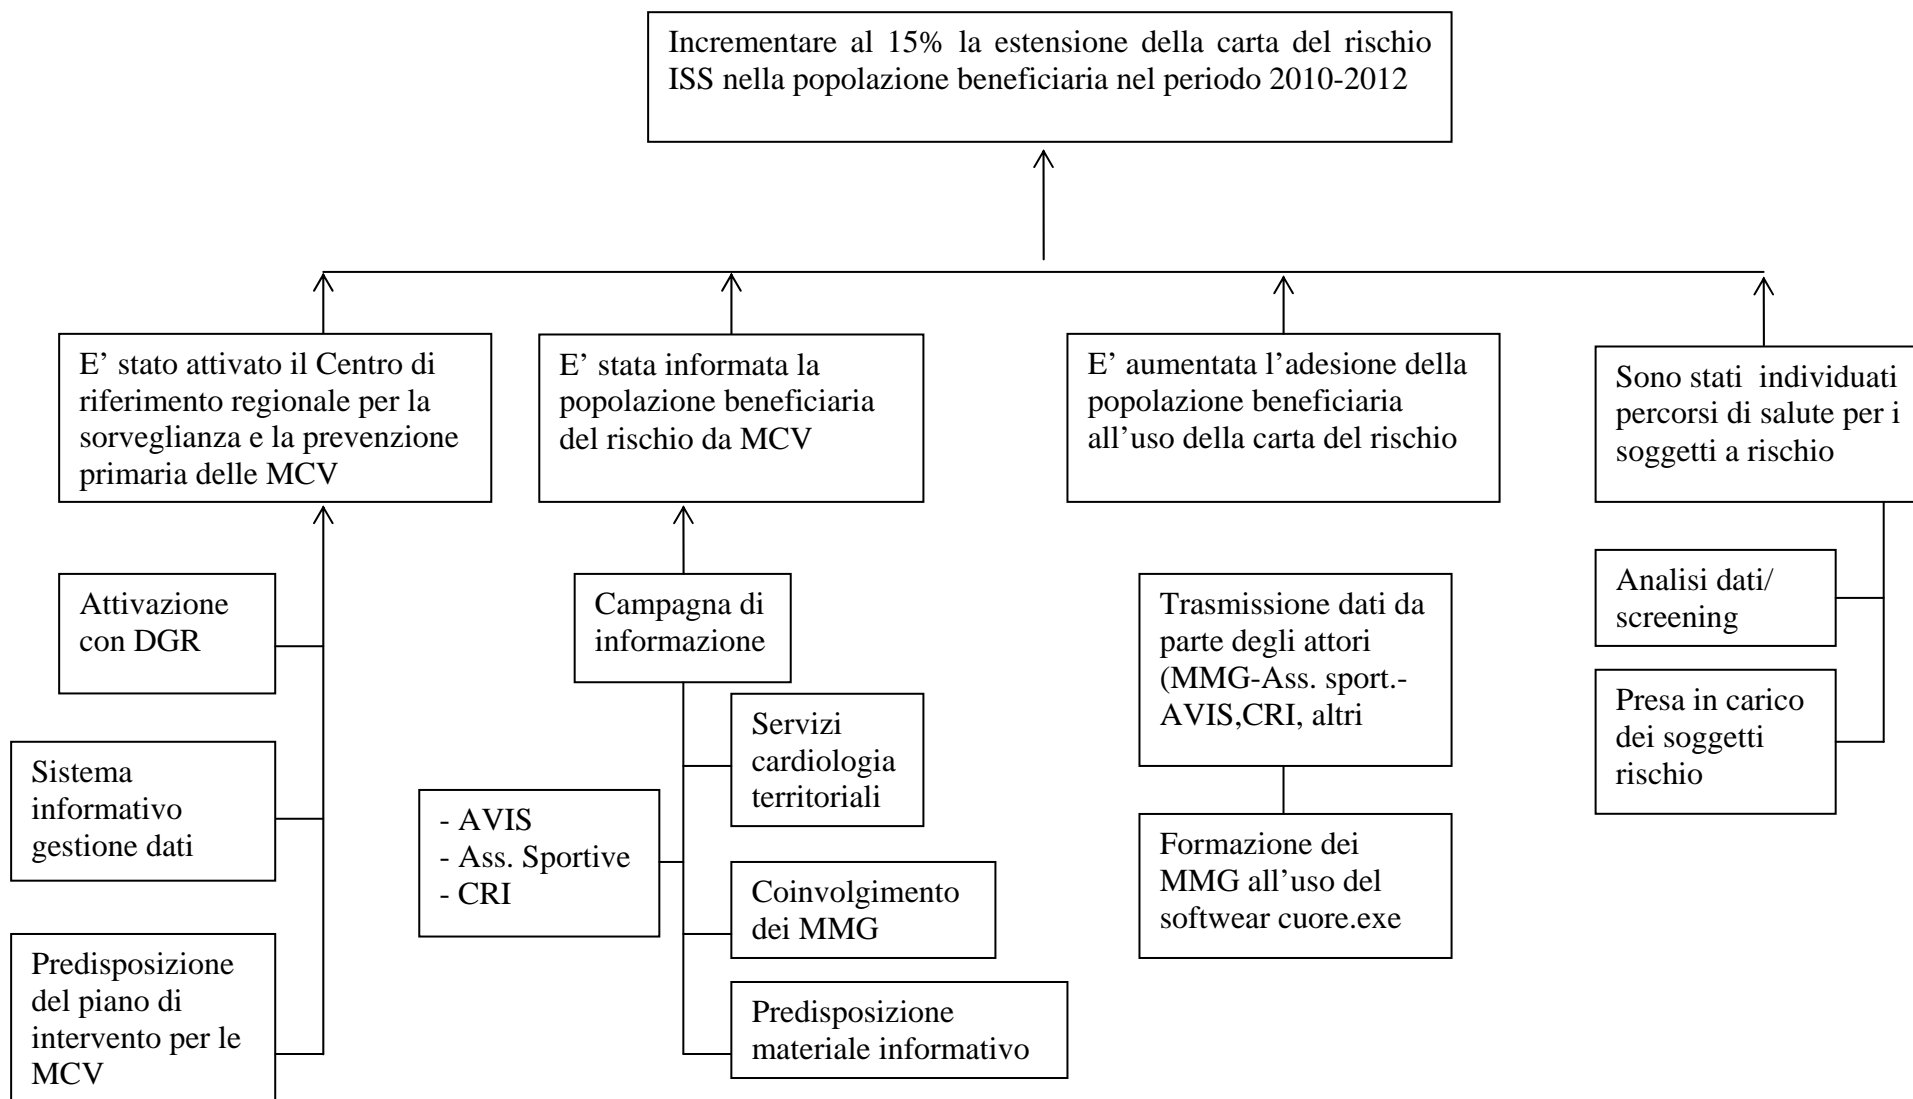 Incrementare al 15% la estensione della carta del rischio
ISS nella popolazione beneficiaria nel periodo 2010-2012
E’ stato attivato il Centro di
riferimento regionale per la
sorveglianza e la prevenzione
primaria delle MCV
E’ stata informata la
popolazione beneficiaria
del rischio da MCV
E’ aumentata l’adesione della
popolazione beneficiaria
all’uso della carta del rischio
Sono stati individuati
percorsi di salute per i
soggetti a rischio
Attivazione
con DGR
Sistema
informativo
gestione dati
Predisposizione
del piano di
intervento per le
MCV
Campagna di
informazione
- AVIS
- Ass. Sportive
- CRI
Servizi
cardiologia
territoriali
Coinvolgimento
dei MMG
Predisposizione
materiale informativo
Trasmissione dati da
parte degli attori
(MMG-Ass. sport.-
AVIS,CRI, altri
Formazione dei
MMG all’uso del
softwear cuore.exe
Analisi dati/
screening
Presa in carico
dei soggetti
rischio